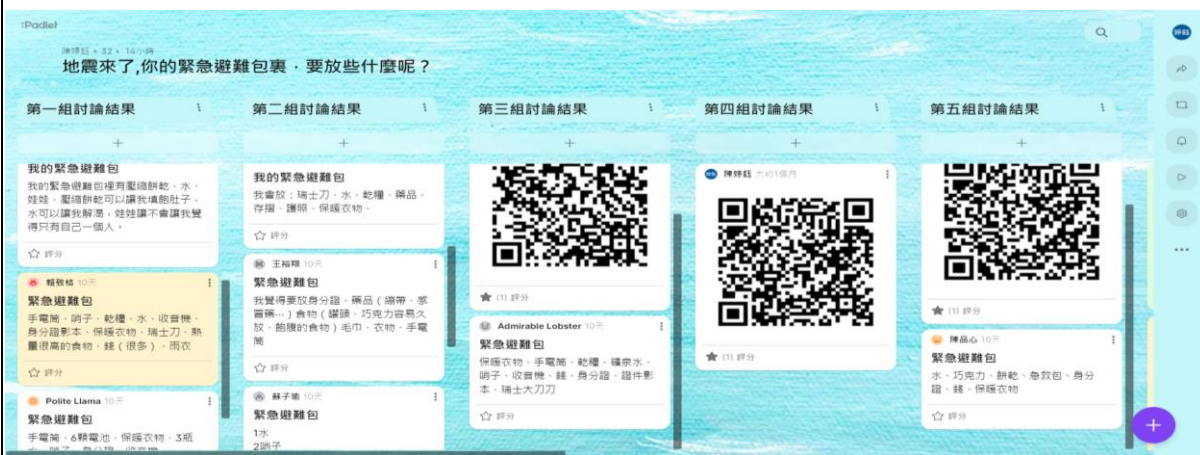 :Padlet
陳婷鈺 • 32 • 14小時
地震來了,你的緊急避難包裏，要放些什麼呢？
第一組討論結果
我的緊急避難包
我的緊急避難包裡有壓縮餅乾、水、
娃娃。壓縮餅乾可以讓我填飽肚子，
水可以讓我解渴，娃娃讓不會讓我覺
得只有自己一個人。
評分
賴致格 10天
緊急避難包
手電筒、哨子、乾糧、水、收音機、
身分證影本、保暖衣物、瑞士刀、熱
量很高的食物、錢（很多）、雨衣
評分
Polite Llama 10天
緊急避難包
手電筒、6顆電池、保暖衣物、3瓶
第二組討論結果
我的緊急避難包
我會放：瑞士刀、水、乾糧、藥品、
存摺、護照、保暖衣物。
評分
王裕翔 10天
緊急避難包
我覺得要放身分證、藥品（繃帶、感
冒藥…）食物（罐頭、巧克力容易久
放、飽腹的食物）毛巾、衣物、手電
筒
評分
蘇子瑜 10天
緊急避難包
1水
2哨子
第三組討論結果
(1) 評分
Admirable Lobster 10天
緊急避難包
保暖衣物、手電筒、乾糧、礦泉水、
哨子、收音機、錢、身分證、證件影
本、瑞士大刀刀
評分
第四組討論結果
陳婷鈺 大約1個月
(1) 評分
第五組討論結果
(1) 評分
陳品心 10天
緊急避難包
水、巧克力、餅乾、急救包、身分
證、錢、保暖衣物
評分
婷鈺